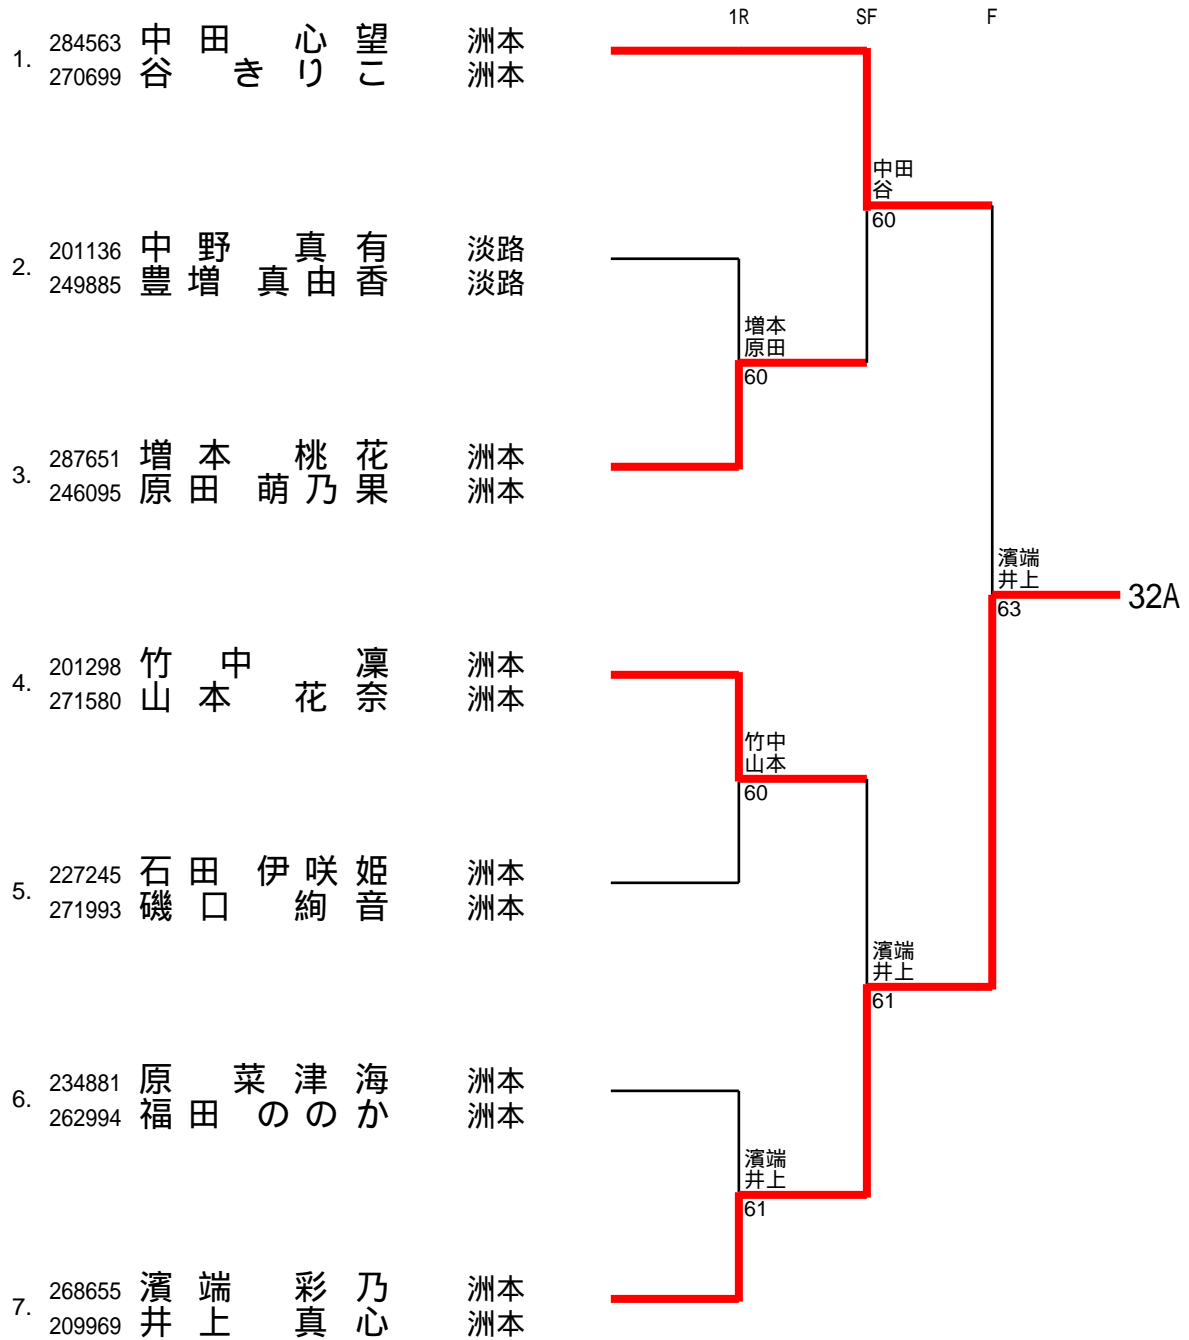 1R SF F
1. 284563 中田 心望 洲本
270699 谷 きりこ 洲本
中田
谷
60
2. 201136 中野 真有 淡路
249885 豊増 真由香 淡路
増本
原田
60
3. 287651 増本 桃花 洲本
246095 原田 萌乃果 洲本
濱端
井上
63
32A
4. 201298 竹中 凜 洲本
271580 山本 花奈 洲本
竹中
山本
60
5. 227245 石田 伊咲姫 洲本
271993 磯口 絢音 洲本
濱端
井上
61
6. 234881 原 菜津海 洲本
262994 福田 ののか 洲本
濱端
井上
61
7. 268655 濱端 彩乃 洲本
209969 井上 真心 洲本